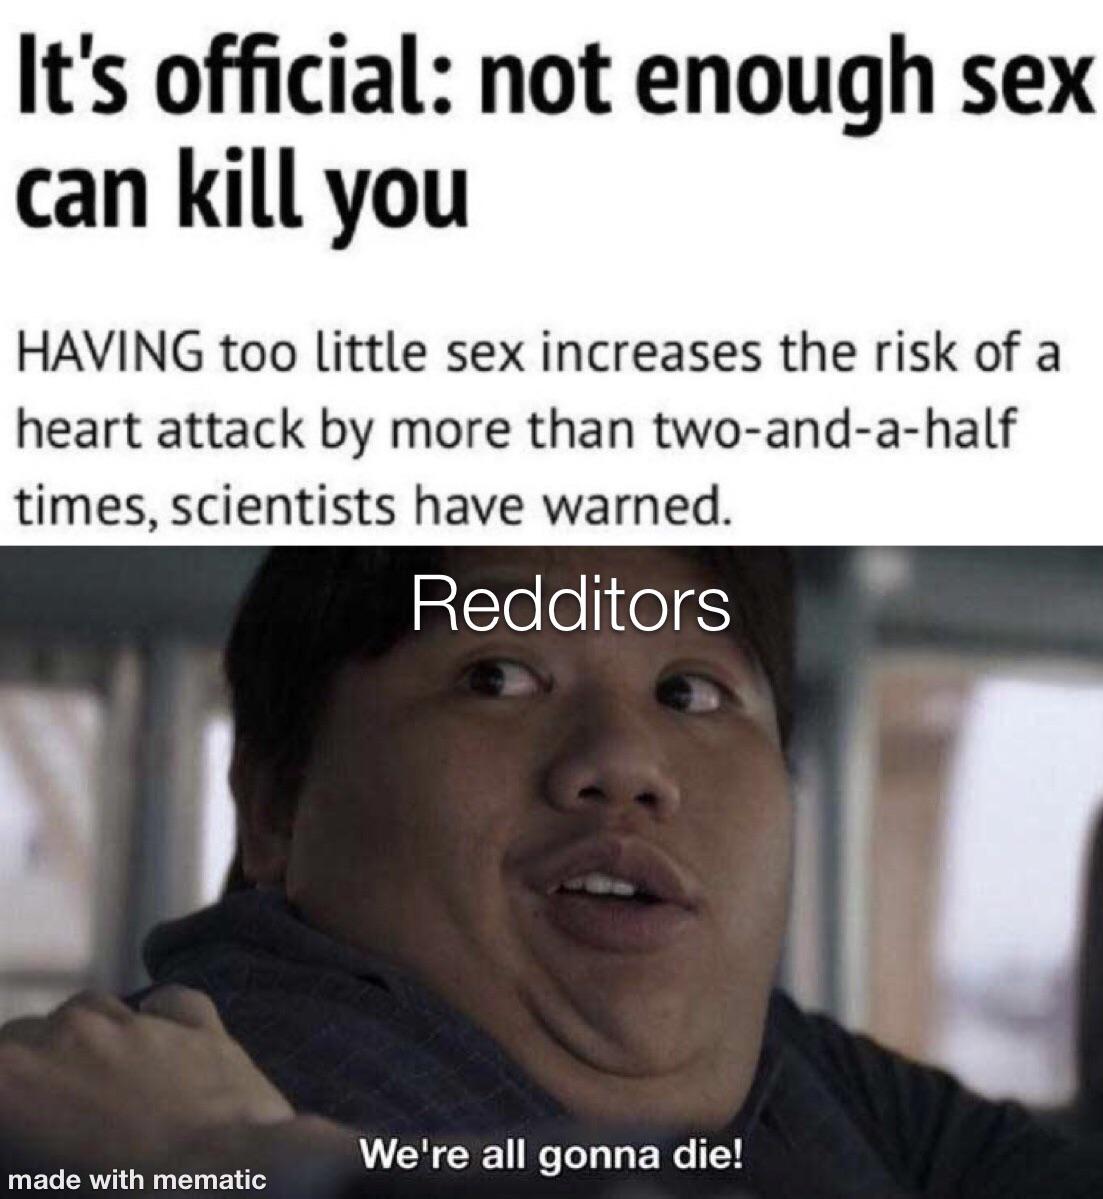 It's official: not enough sex
can kill you
HAVING too little sex increases the risk of a
heart attack by more than two-and-a-half
times, scientists have warned.
Redditors
We're all gonna die!
made with mematic